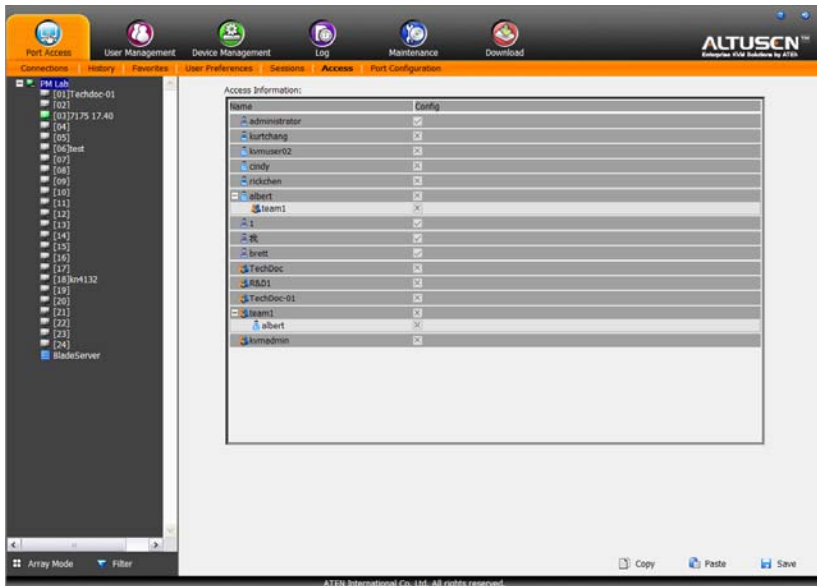 Port Access
User Management
Device Management
Log
Maintenance
Download
ALTUSEN™
Enterprise KVM Solutions by ATEN
Connections
History
Favorites
User Preferences
Sessions
Access
Port Configuration
PM Lab
[01]Techdoc-01
[02]
[03]7175 17.40
[04]
[05]
[06]test
[07]
[08]
[09]
[10]
[11]
[12]
[13]
[14]
[15]
[16]
[17]
[18]kn4132
[19]
[20]
[21]
[22]
[23]
[24]
BladeServer
Array Mode
Filter
Access Information:
Name Config
administrator
kurtchang
kvmuser02
cindy
rickchen
albert
team1
1
我
brett
TechDoc
R&D1
TechDoc-01
team1
albert
kvmadmin
Copy
Paste
Save
ATEN International Co. Ltd. All rights reserved.